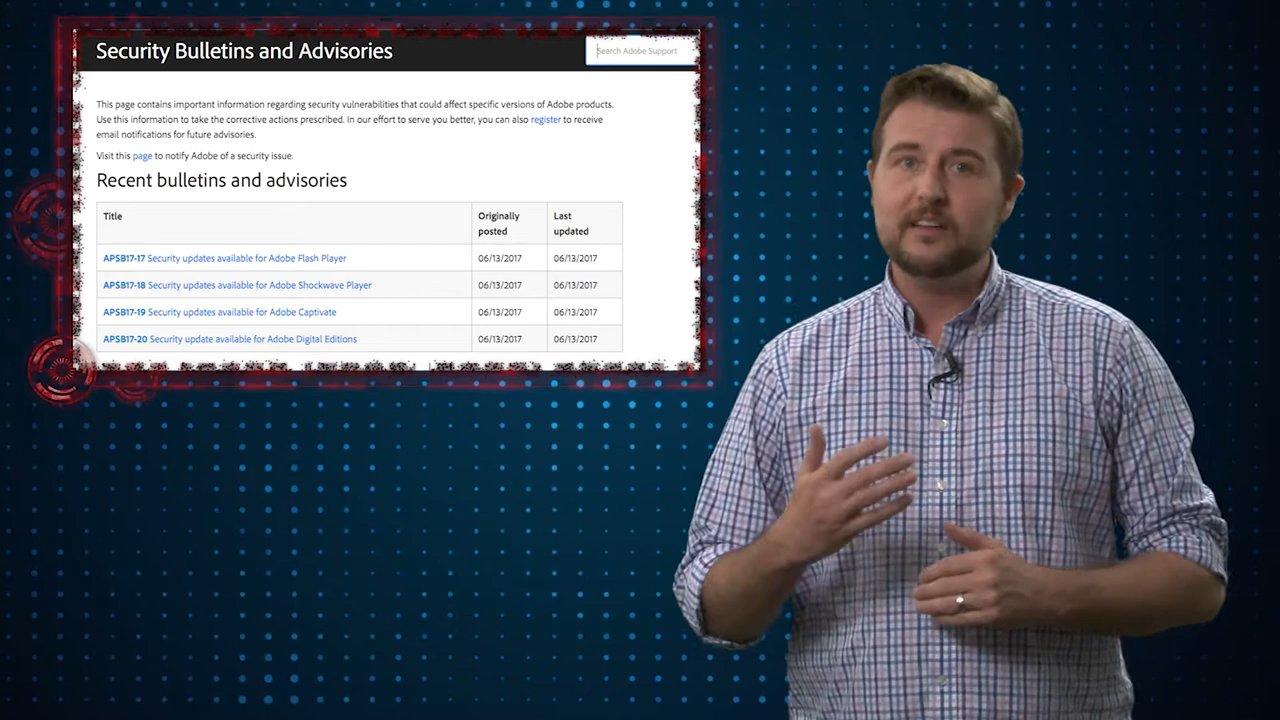 Security Bulletins and Advisories
Search Adobe Support
This page contains important information regarding security vulnerabilities that could affect specific versions of Adobe products.
Use this information to take the corrective actions prescribed. In our effort to serve you better, you can also register to receive
email notifications for future advisories.
Visit this page to notify Adobe of a security issue.
Recent bulletins and advisories
Title Originally posted Last updated
APSB17-17 Security updates available for Adobe Flash Player 06/13/2017 06/13/2017
APSB17-18 Security updates available for Adobe Shockwave Player 06/13/2017 06/13/2017
APSB17-19 Security updates available for Adobe Captivate 06/13/2017 06/13/2017
APSB17-20 Security update available for Adobe Digital Editions 06/13/2017 06/13/2017